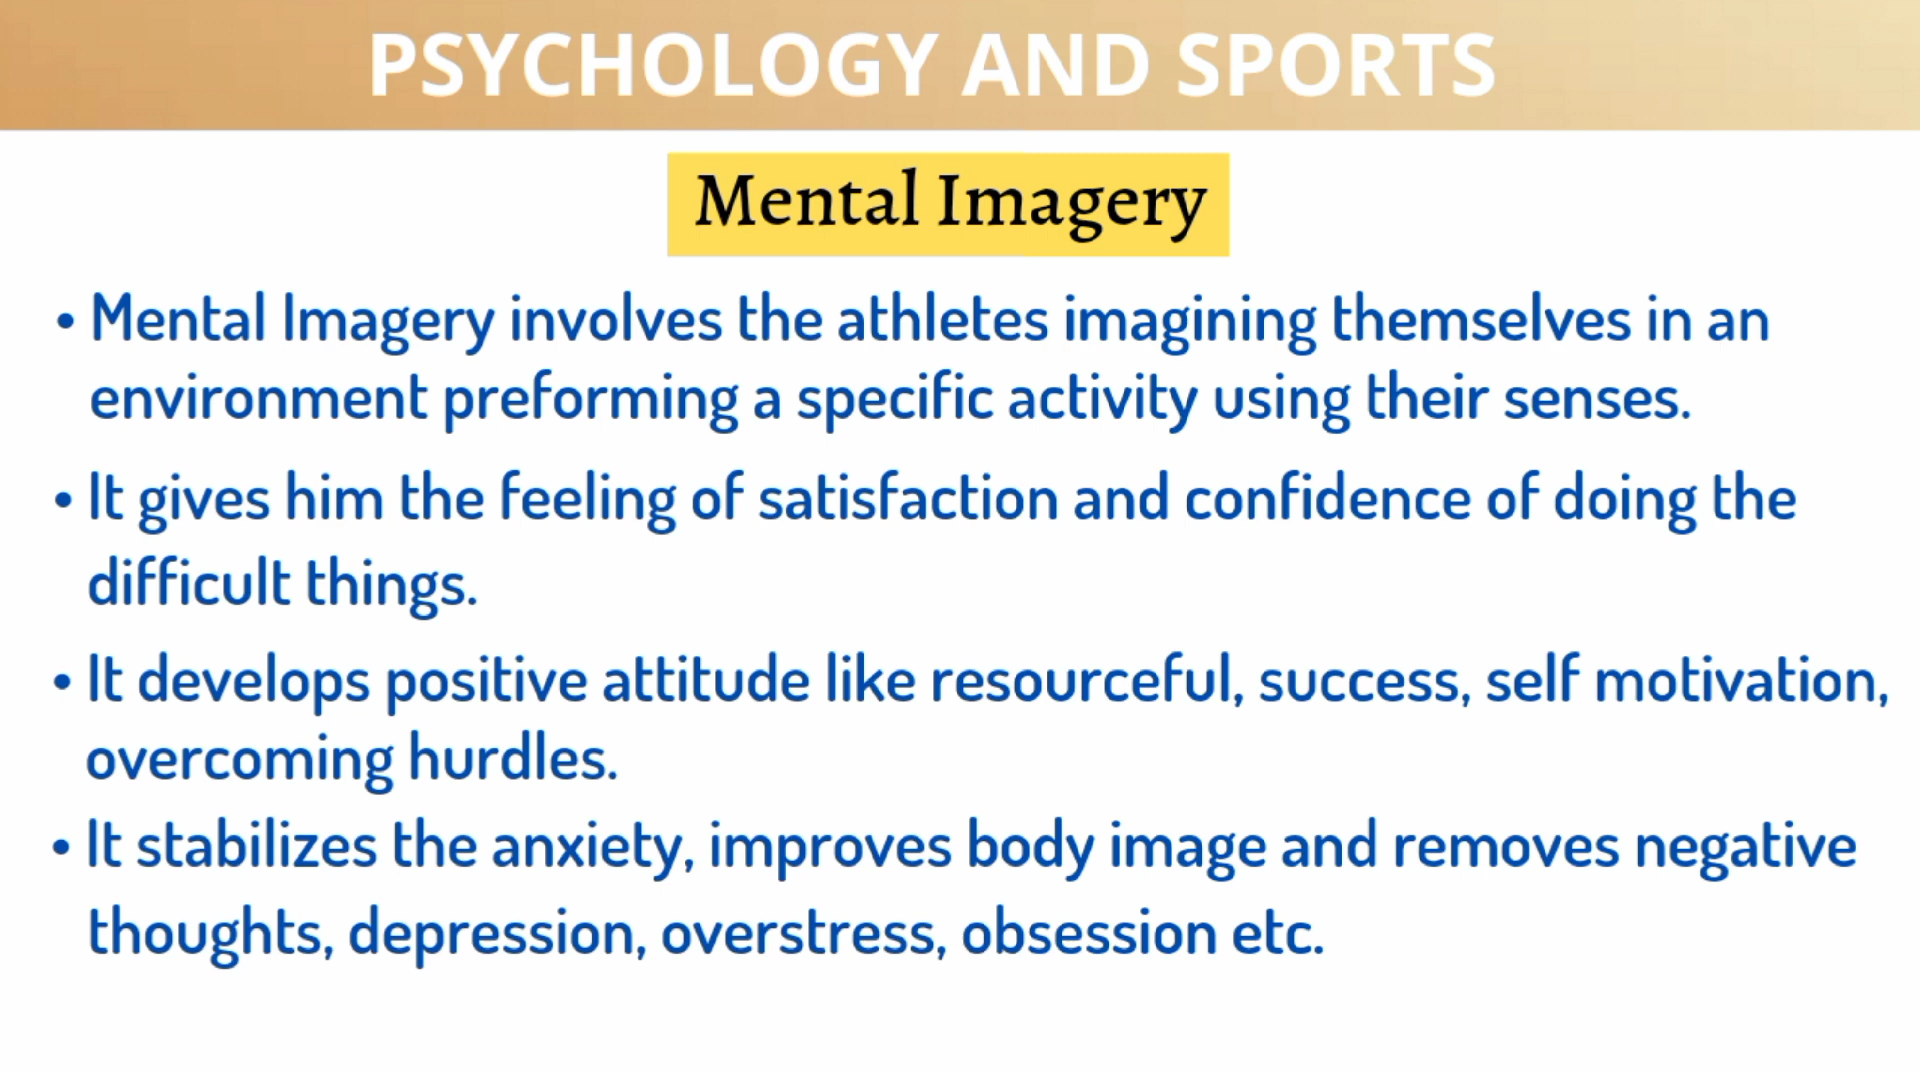 PSYCHOLOGY AND SPORTS
Mental Imagery
• Mental Imagery involves the athletes imagining themselves in an
environment preforming a specific activity using their senses.
• It gives him the feeling of satisfaction and confidence of doing the
difficult things.
• It develops positive attitude like resourceful, success, self motivation,
overcoming hurdles.
• It stabilizes the anxiety, improves body image and removes negative
thoughts, depression, overstress, obsession etc.